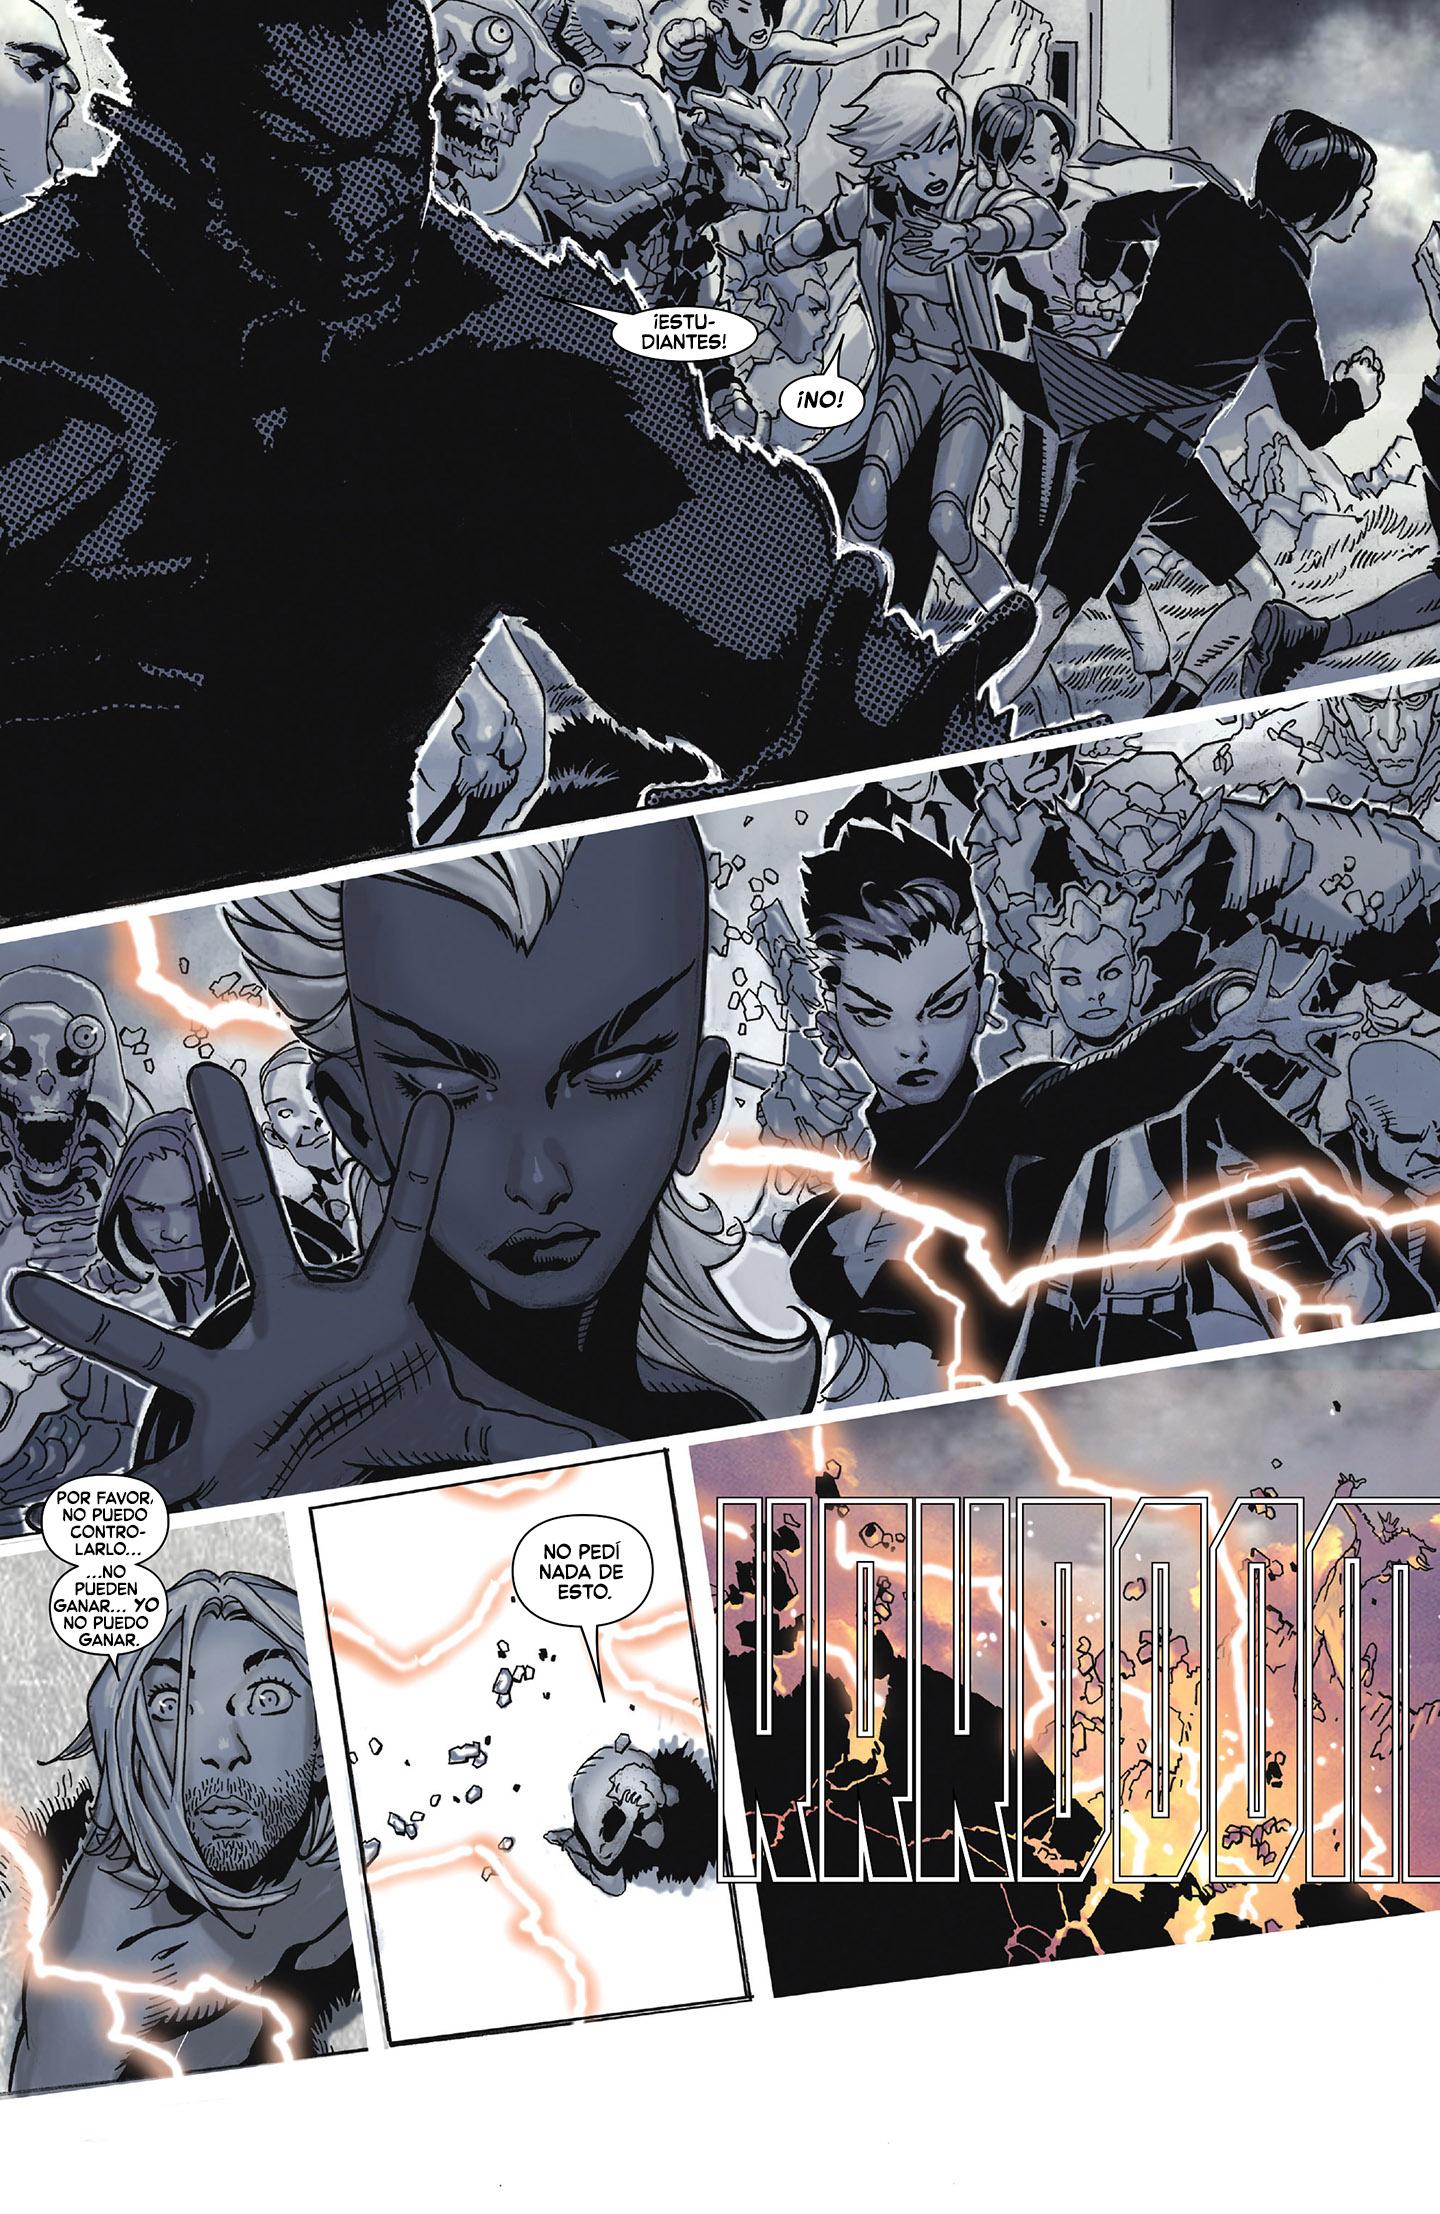 ¡ESTU-
DIANTES!
¡NO!
POR FAVOR,
NO PUEDO
CONTRO-
LARLO...
...NO
PUEDEN
GANAR... YO
NO PUEDO
GANAR.
NO PEDÍ
NADA DE
ESTO.